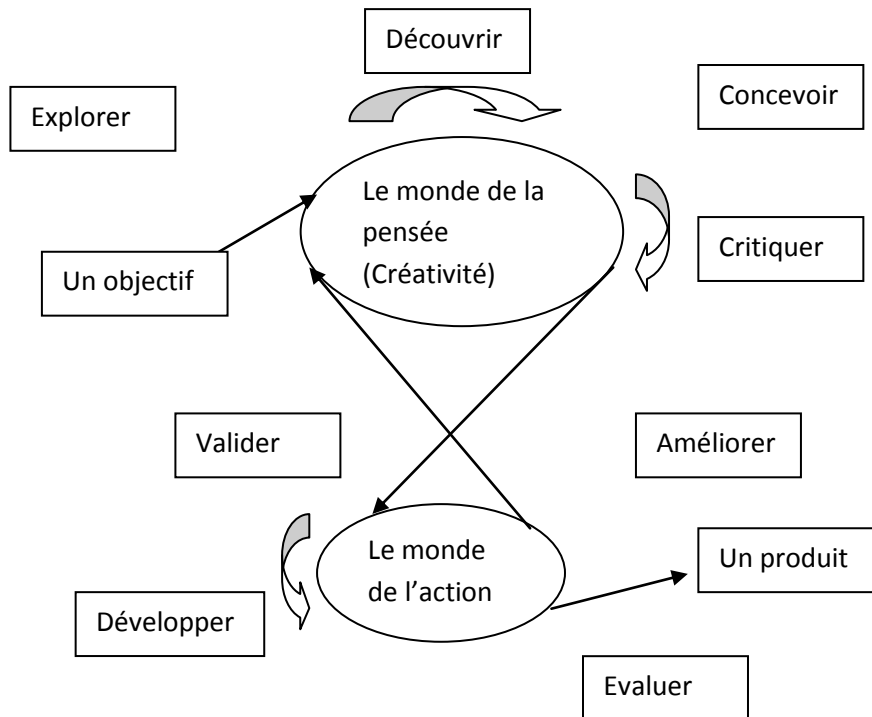 Découvrir
Concevoir
Explorer
Le monde de la
pensée
(Créativité)
Critiquer
Un objectif
Valider
Améliorer
Le monde
de l’action
Un produit
Développer
Evaluer